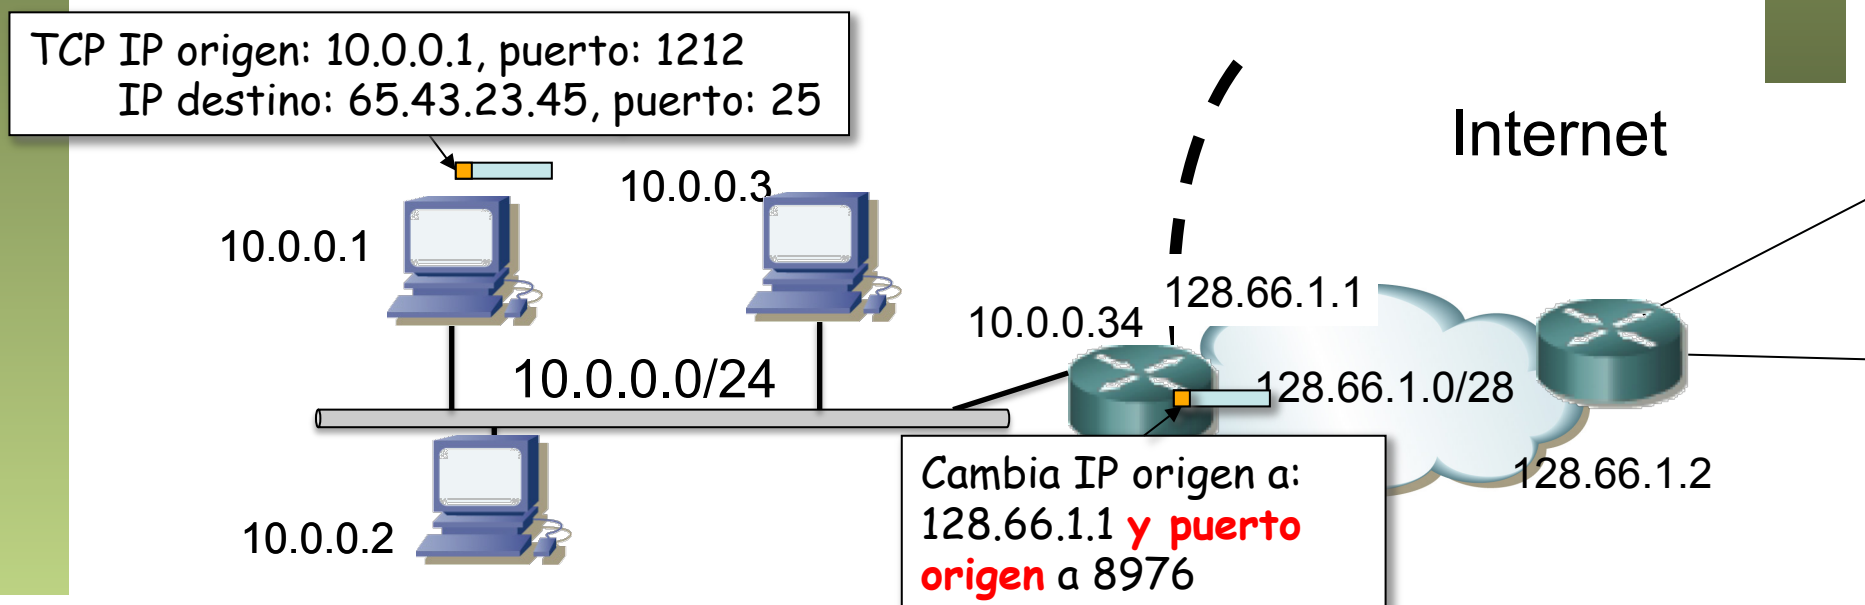 TCP IP origen: 10.0.0.1, puerto: 1212
IP destino: 65.43.23.45, puerto: 25
Internet
10.0.0.3
10.0.0.1
128.66.1.1
10.0.0.34
10.0.0.0/24
128.66.1.0/28
128.66.1.2
10.0.0.2
Cambia IP origen a:
128.66.1.1 y puerto
origen a 8976